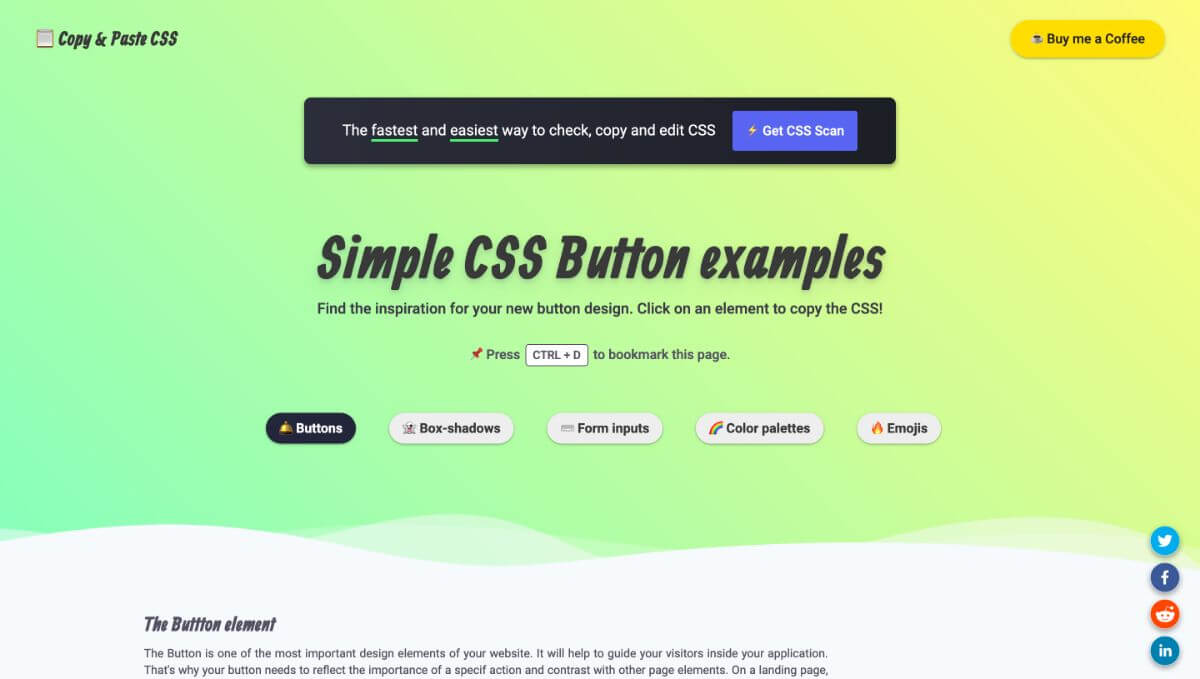 Copy & Paste CSS
Buy me a Coffee
The fastest and easiest way to check, copy and edit CSS
Get CSS Scan
Simple CSS Button examples
Find the inspiration for your new button design. Click on an element to copy the CSS!
Press CTRL + D to bookmark this page.
Buttons
Box-shadows
Form inputs
Color palettes
Emojis
The Buttton element
The Button is one of the most important design elements of your website. It will help to guide your visitors inside your application.
That's why your button needs to reflect the importance of a specif action and contrast with other page elements. On a landing page,